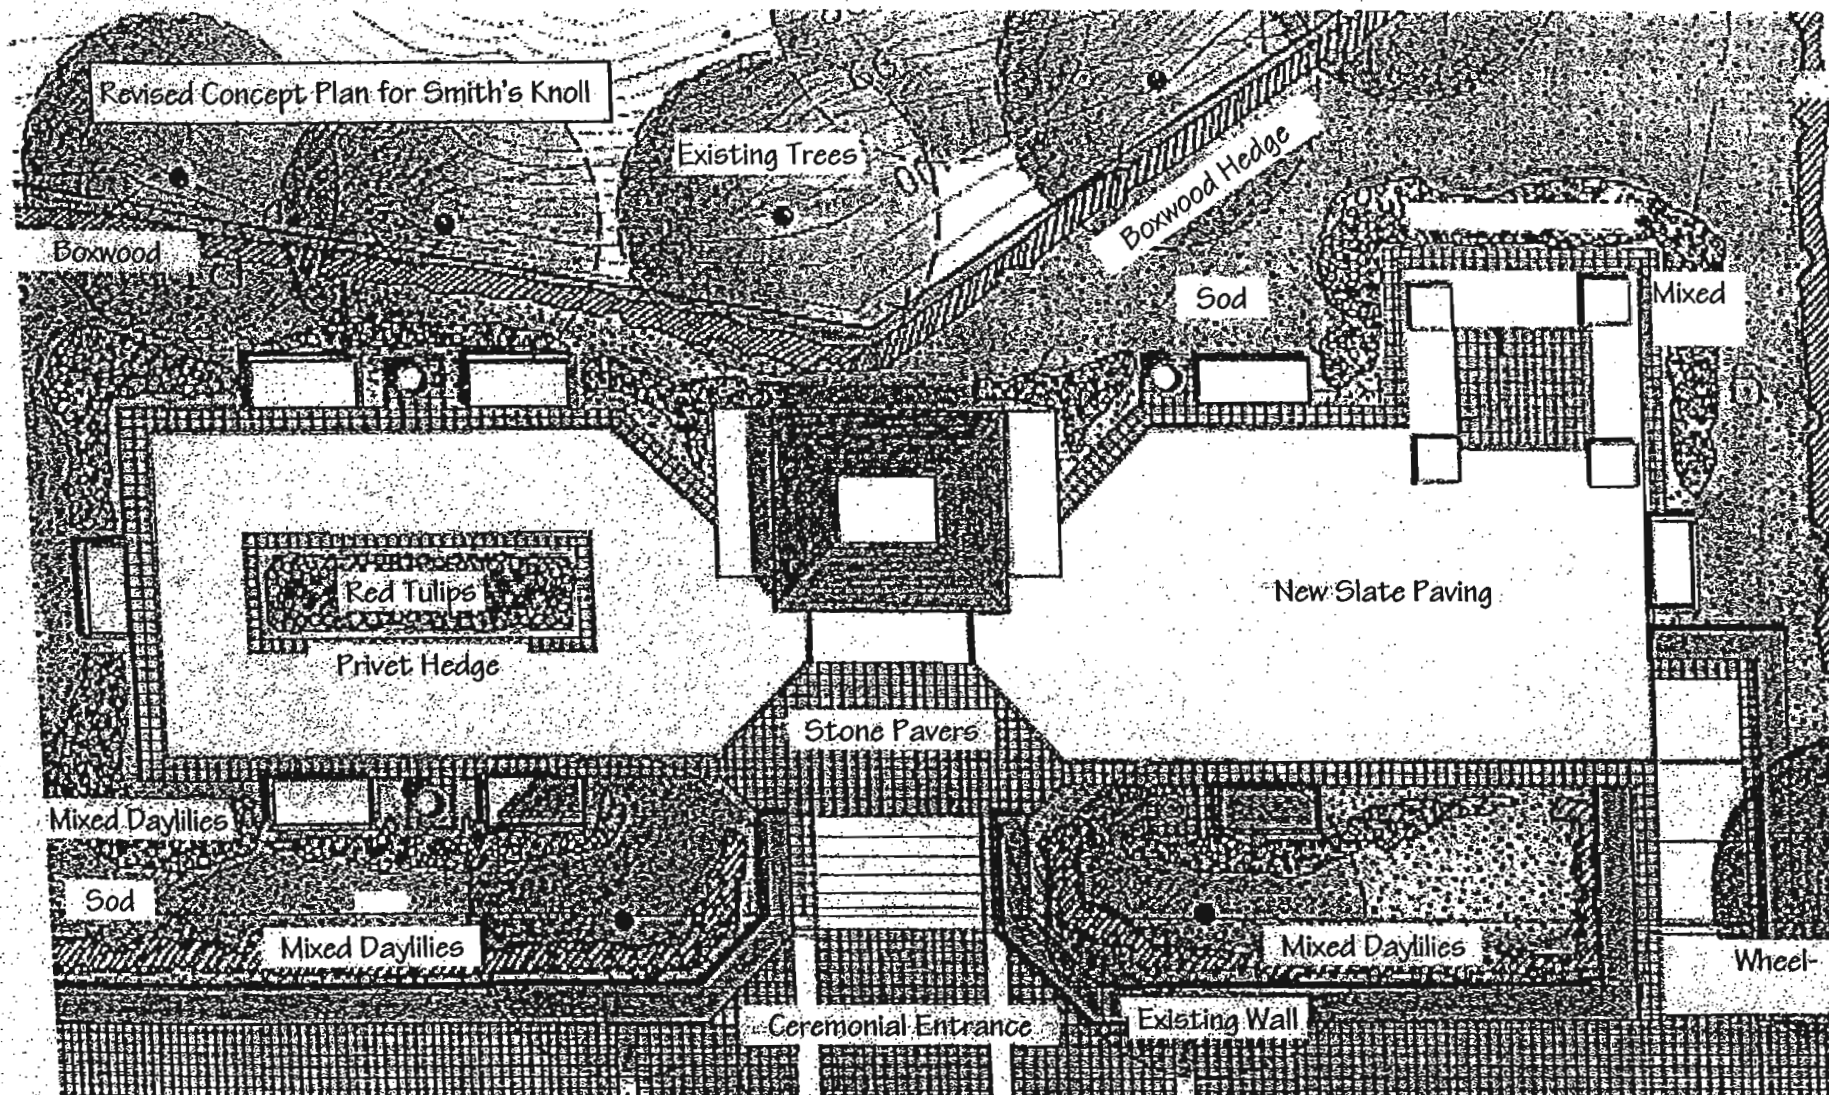 Revised Concept Plan for Smith's Knoll
Existing Trees
Boxwood Hedge
Boxwood
Sod
Mixed
Red Tulips
New Slate Paving
Privet Hedge
Stone Pavers
Mixed Daylilies
Sod
Mixed Daylilies
Mixed Daylilies
Wheel-
Ceremonial Entrance
Existing Wall